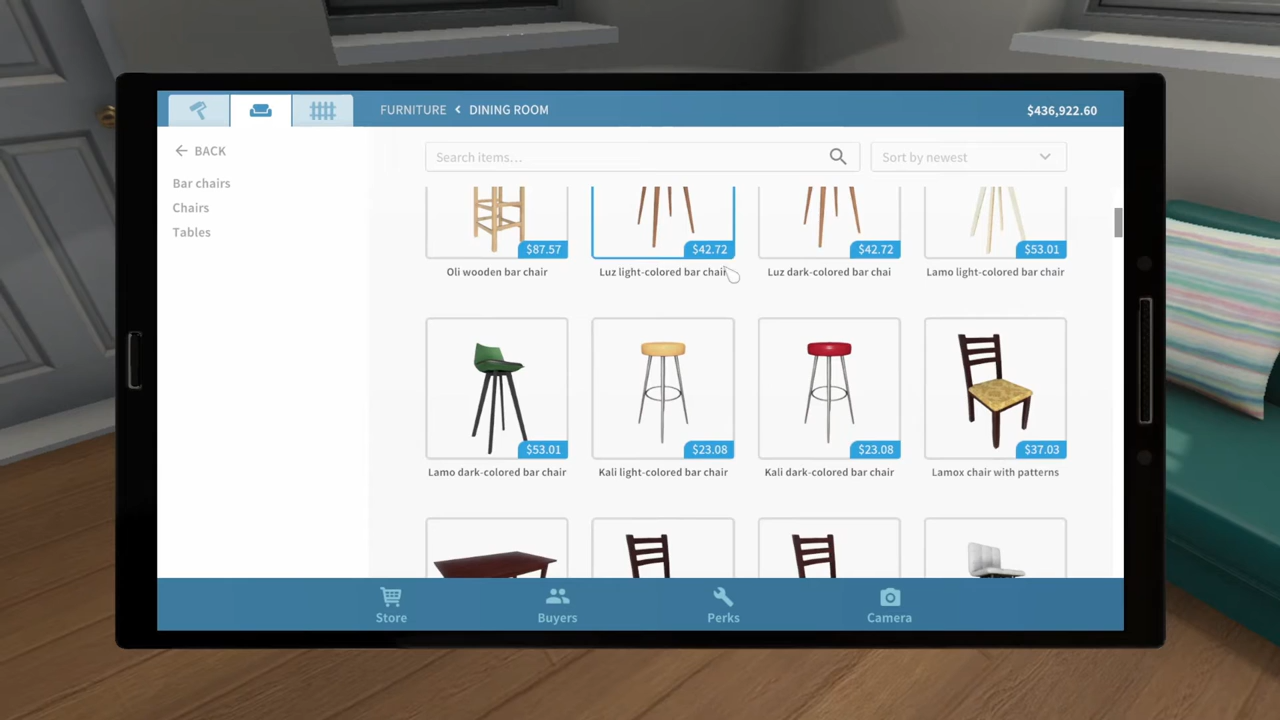 FURNITURE < DINING ROOM
$436,922.60
BACK
Search items...
Sort by newest
Bar chairs
Chairs
Tables
$87.57
$42.72
$42.72
$53.01
Oli wooden bar chair
Luz light-colored bar chair
Luz dark-colored bar chai
Lamo light-colored bar chair
$53.01
$23.08
$23.08
$37.03
Lamo dark-colored bar chair
Kali light-colored bar chair
Kali dark-colored bar chair
Lamox chair with patterns
Store
Buyers
Perks
Camera